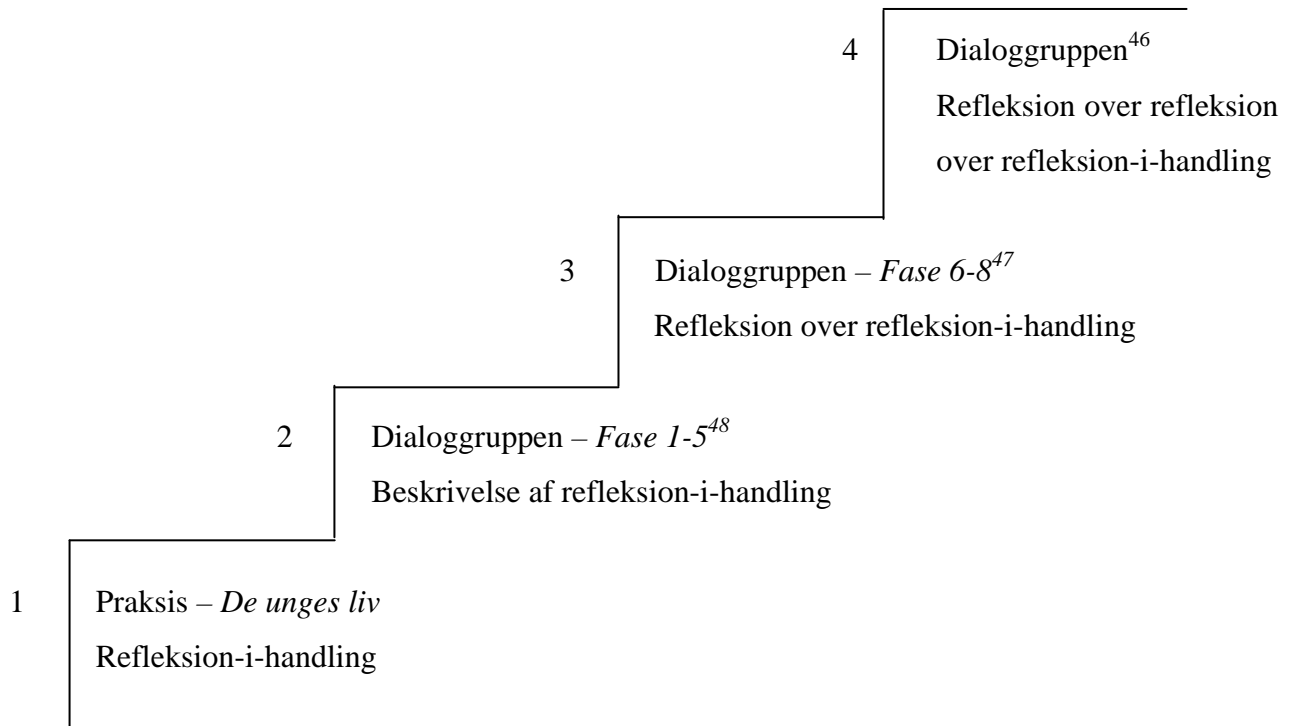 4 Dialoggruppen46
Refleksion over refleksion
over refleksion-i-handling
3 Dialoggruppen – Fase 6-847
Refleksion over refleksion-i-handling
2 Dialoggruppen – Fase 1-548
Beskrivelse af refleksion-i-handling
1 Praksis – De unges liv
Refleksion-i-handling